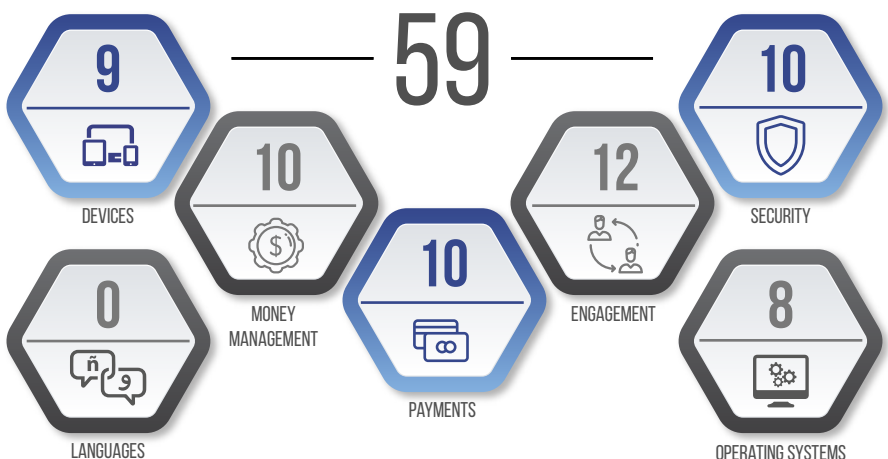 59
9
DEVICES
10
MONEY
MANAGEMENT
10
PAYMENTS
12
ENGAGEMENT
10
SECURITY
0
ñ
و
LANGUAGES
8
OPERATING SYSTEMS
$